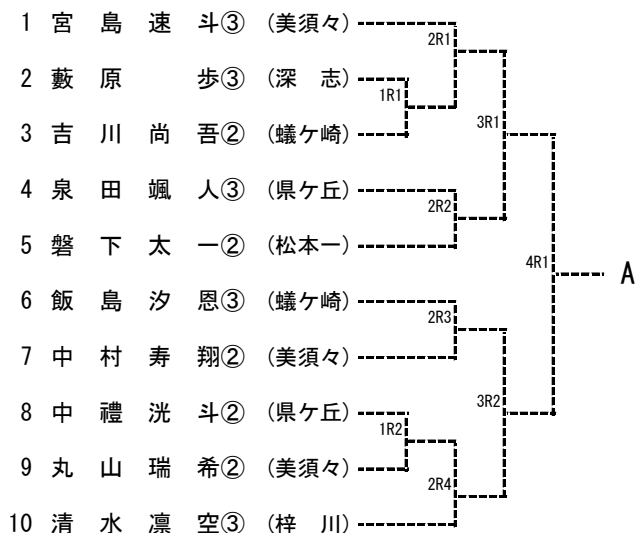 1 宮島速斗③ (美須々)
2R1
2 藪原 歩③ (深 志)
1R1
3 吉川尚吾② (蟻ケ崎)
3R1
4 泉田颯人③ (県ケ丘)
2R2
5 磐下太一② (松本一)
4R1
A
6 飯島汐恩③ (蟻ケ崎)
2R3
7 中村寿翔② (美須々)
3R2
8 中禮洸斗② (県ケ丘)
1R2
9 丸山瑞希② (美須々)
2R4
10 清水凛空③ (梓 川)